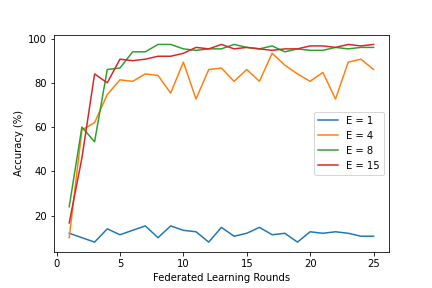 100
80
60
40
20
Accuracy (%)
E = 1
E = 4
E = 8
E = 15
0 5 10 15 20 25
Federated Learning Rounds